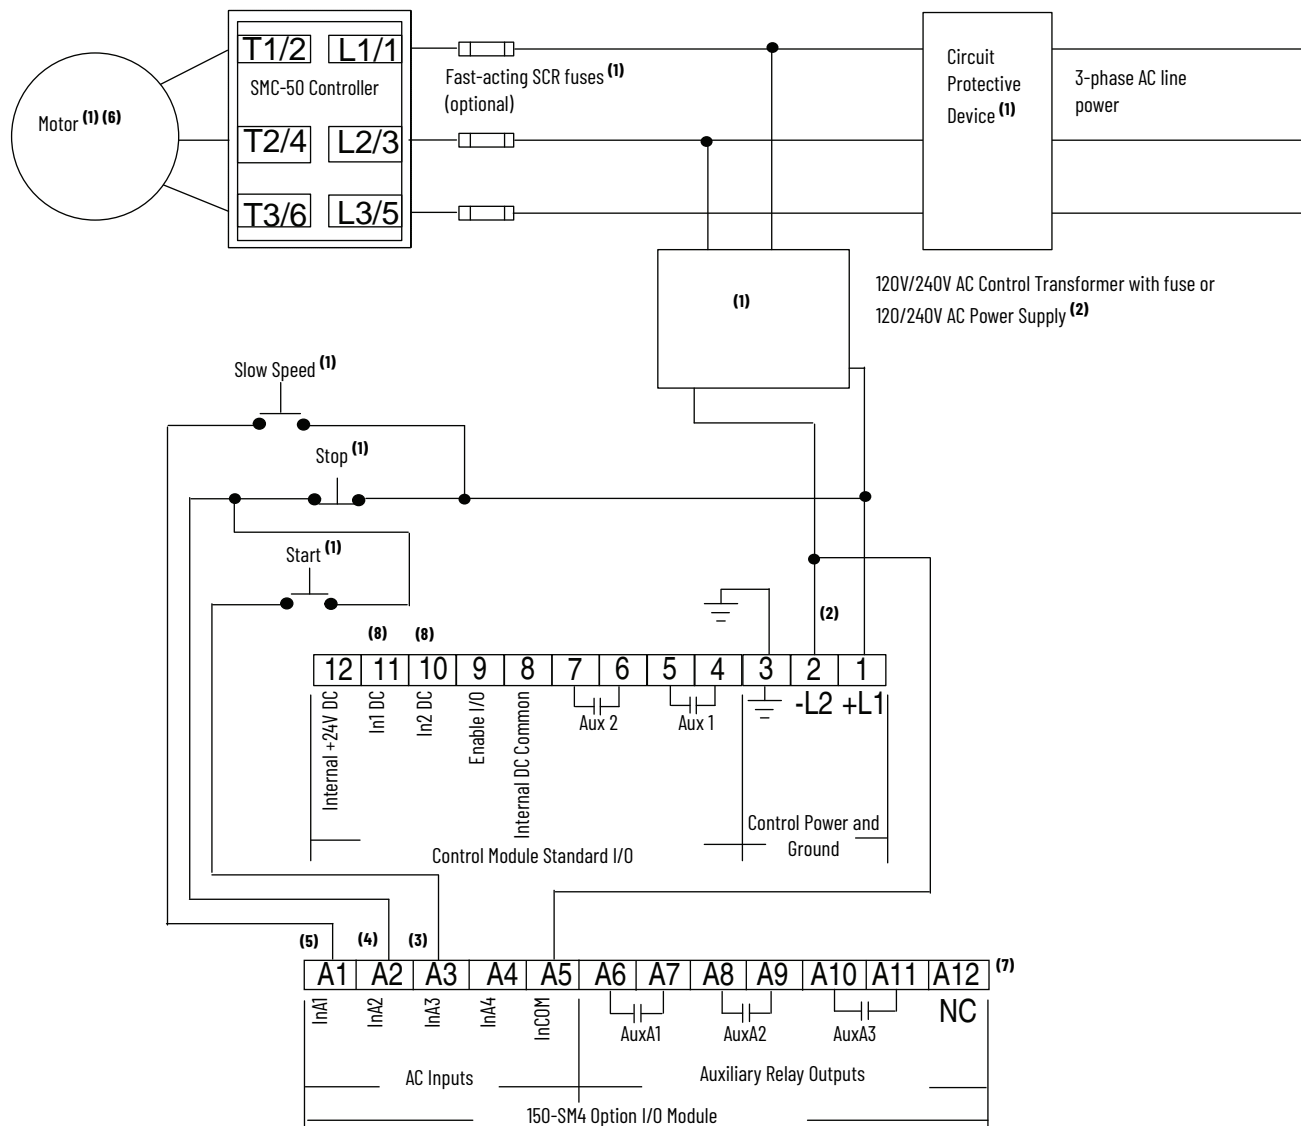 T1/2 L1/1
SMC-50 Controller
T2/4 L2/3
T3/6 L3/5
Motor (1) (6)
Fast-acting SCR fuses (1)
(optional)
Circuit
Protective
Device (1)
3-phase AC line
power
(1)
120V/240V AC Control Transformer with fuse or
120/240V AC Power Supply (2)
Slow Speed (1)
Stop (1)
Start (1)
(8) (8) (2)
12 11 10 9 8 7 6 5 4 3 2 1
Internal +24V DC
In1 DC
In2 DC
Enable I/O
Internal DC Common
Aux 2
Aux 1
-L2 +L1
Control Power and
Ground
Control Module Standard I/O
(5) (4) (3)
A1 A2 A3 A4 A5 A6 A7 A8 A9 A10 A11 A12 (7)
InA1
InA2
InA3
InA4
InCOM
AuxA1
AuxA2
AuxA3
NC
AC Inputs
Auxiliary Relay Outputs
150-SM4 Option I/O Module